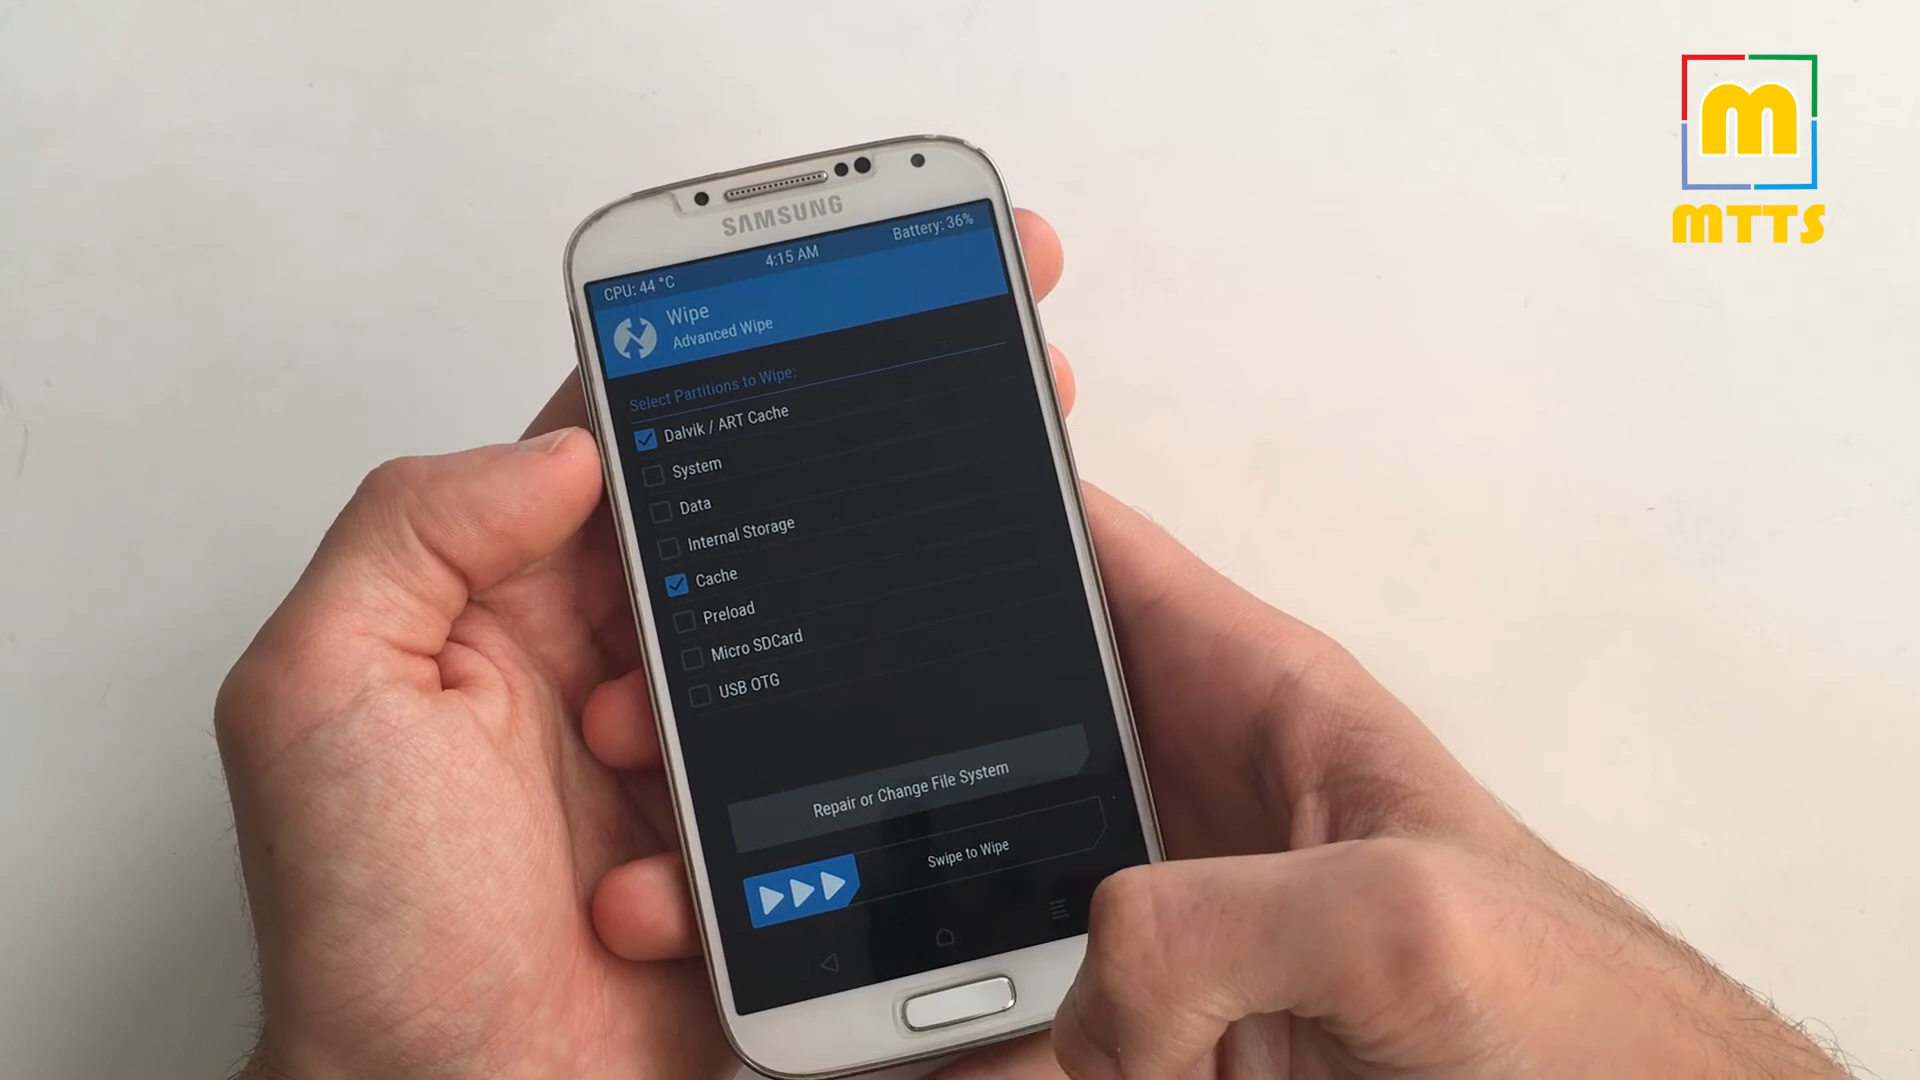 m
MTTS
SAMSUNG
CPU: 44 °C
4:15 AM
Battery: 36%
Wipe
Advanced Wipe
Select Partitions to Wipe:
Dalvik / ART Cache
System
Data
Internal Storage
Cache
Preload
Micro SDCard
USB OTG
Repair or Change File System
Swipe to Wipe